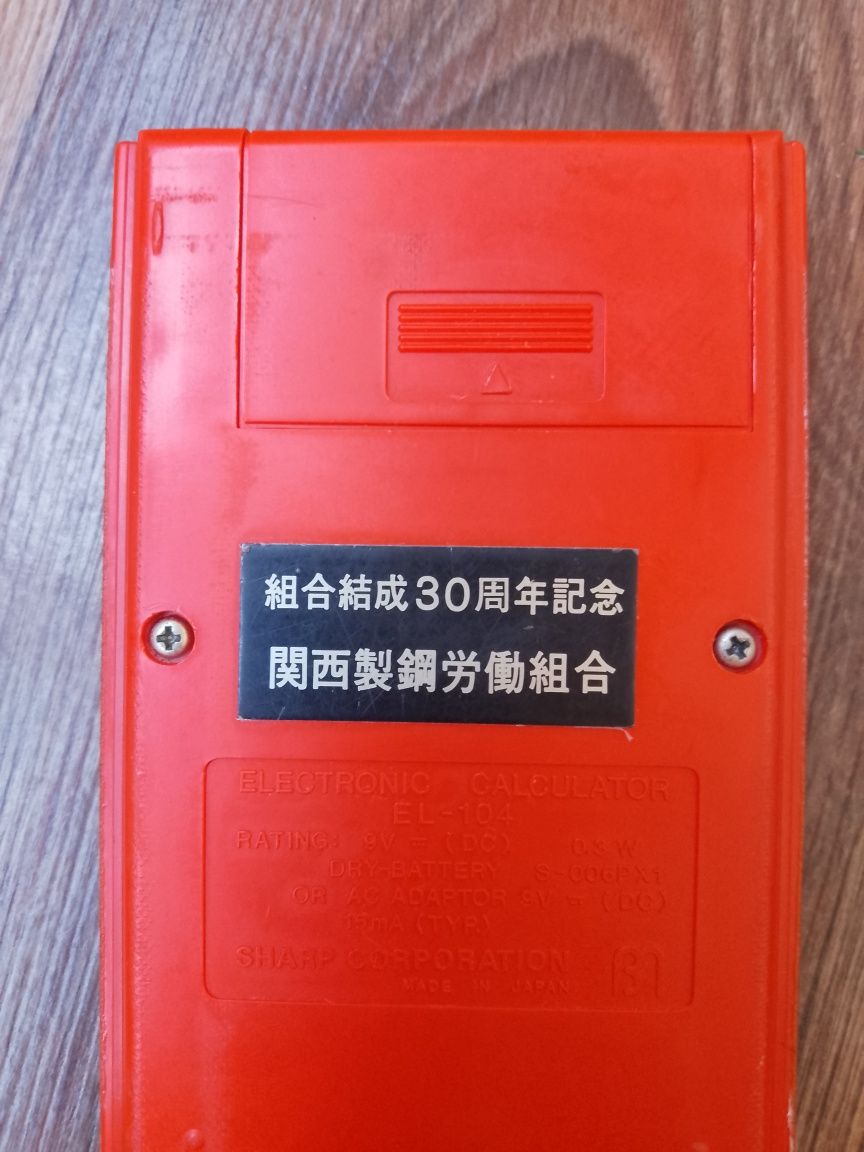 組合結成30周年記念
関西製鋼労働組合
ELECTRONIC CALCULATOR
EL-104
RATING: 9V = (DC) 0.3W
DRY-BATTERY S-006PX1
OR AC ADAPTOR 9V = (DC)
(TYP.)
SHARP CORPORATION
MADE IN JAPAN